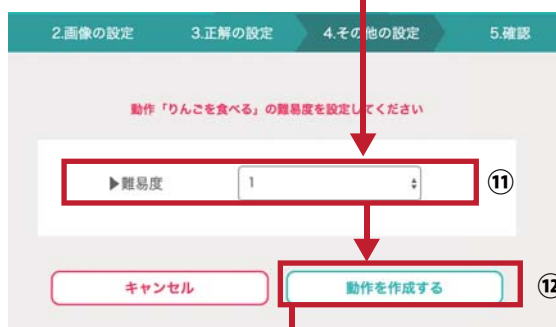 2.画像の設定 3.正解の設定 4.その他の設定 5.確認
動作「りんごを食べる」の難易度を設定してください
▶難易度 1 ⑪
キャンセル 動作を作成する ⑫